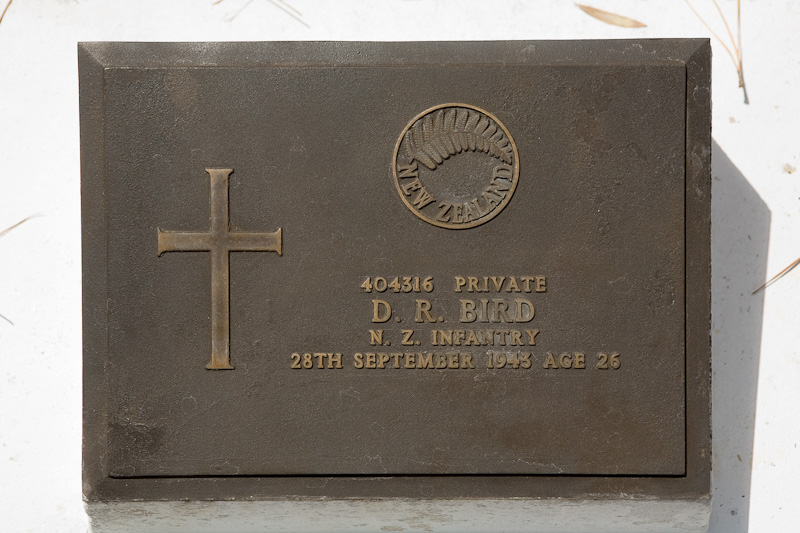 NEW ZEALAND
404316 PRIVATE
D. R. BIRD
N. Z. INFANTRY
28TH SEPTEMBER 1943 AGE 26